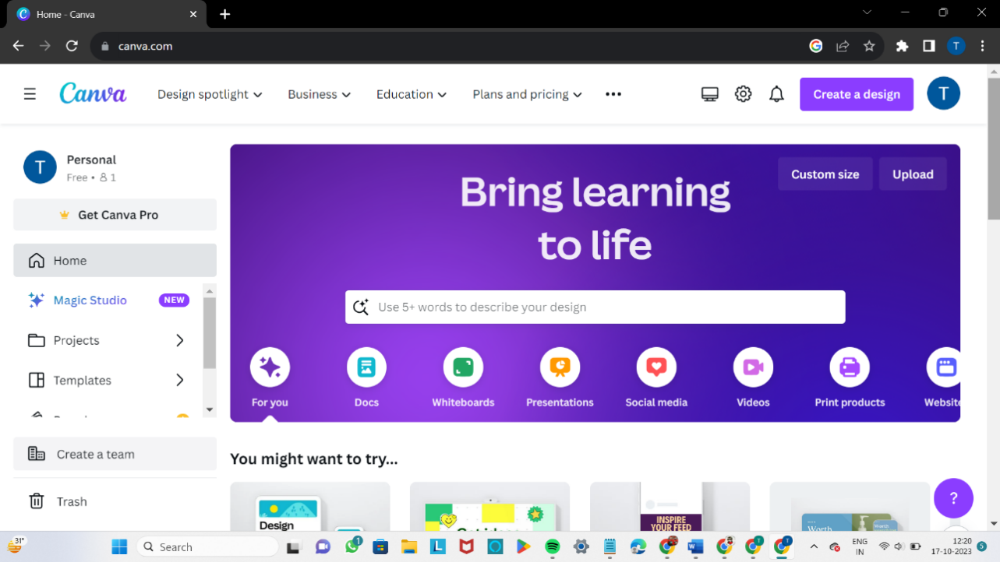 Home - Canva
canva.com
T
Canva
Design spotlight
Business
Education
Plans and pricing
Create a design
T
T
Personal
Free • 1
Get Canva Pro
Home
Magic Studio NEW
Projects
Templates
Create a team
Trash
Custom size
Upload
Bring learning
to life
Use 5+ words to describe your design
For you
Docs
Whiteboards
Presentations
Social media
Videos
Print products
Website
You might want to try...
Design
INSPIRE
YOUR FEED
Worth
?
31°
Search
1
ENG
IN
12:20
17-10-2023
5